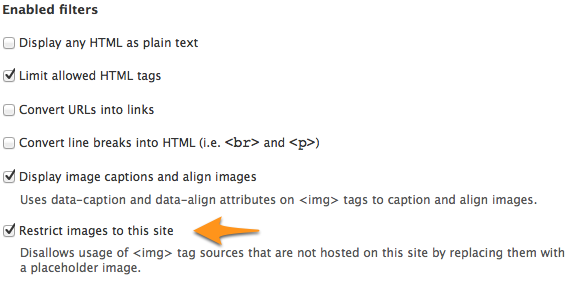 Enabled filters
Display any HTML as plain text
Limit allowed HTML tags
Convert URLs into links
Convert line breaks into HTML (i.e. <br> and <p>)
Display image captions and align images
Uses data-caption and data-align attributes on <img> tags to caption and align images.
Restrict images to this site
Disallows usage of <img> tag sources that are not hosted on this site by replacing them with
a placeholder image.